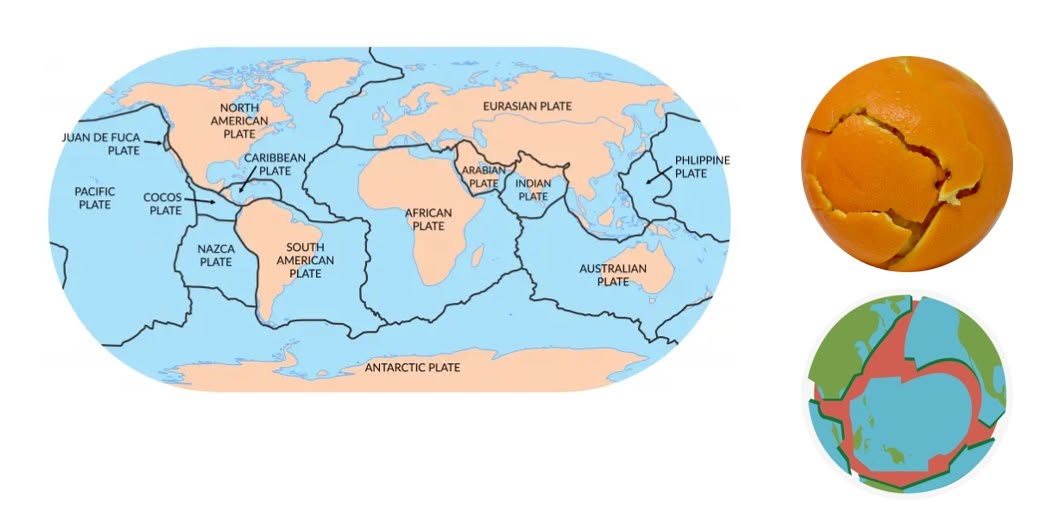 NORTH
AMERICAN
PLATE
EURASIAN PLATE
JUAN DE FUCA
PLATE
CARIBBEAN
PLATE
ARABIAN
PLATE
INDIAN
PLATE
PHLIPPINE
PLATE
PACIFIC
PLATE
COCOS
PLATE
AFRICAN
PLATE
NAZCA
PLATE
SOUTH
AMERICAN
PLATE
AUSTRALIAN
PLATE
ANTARCTIC PLATE